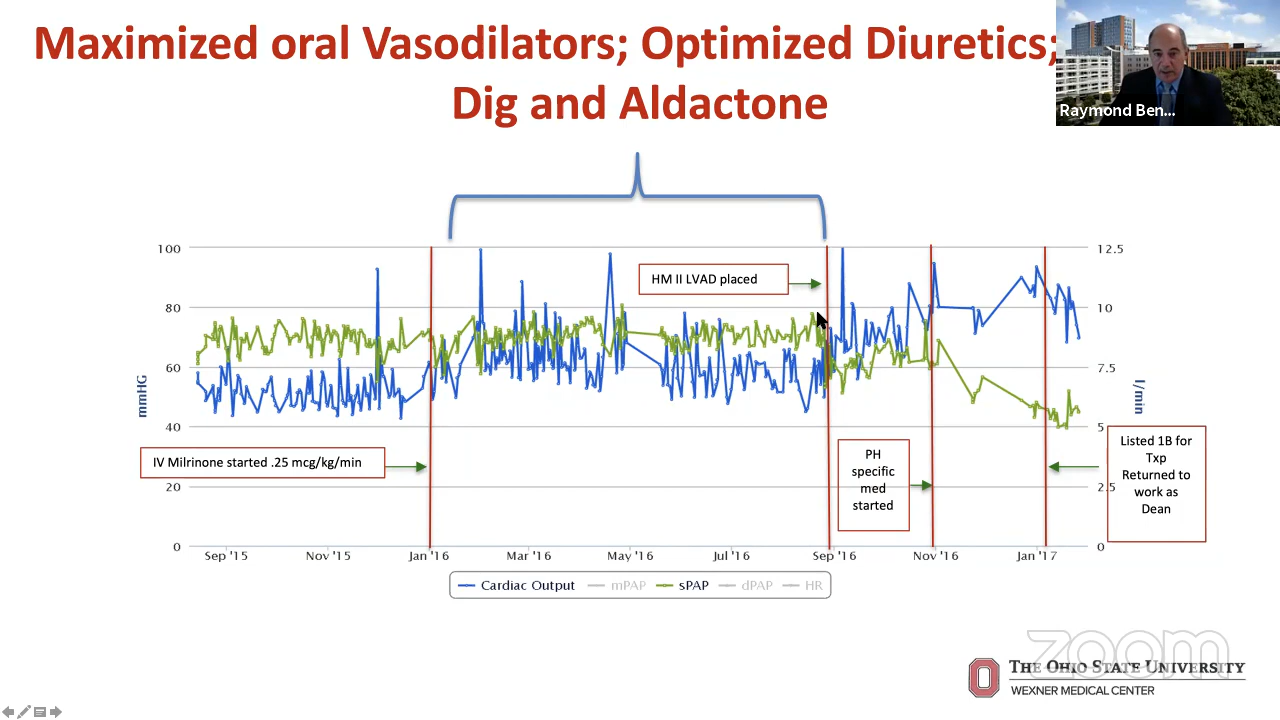 Maximized oral Vasodilators; Optimized Diuretics;
Dig and Aldactone
Raymond Ben...
100
80
60
40
20
0
mmHG
12.5
10
7.5
5
2.5
0
l/min
HM II LVAD placed
IV Milrinone started .25 mcg/kg/min
PH
specific
med
started
Listed 1B for
Txp
Returned to
work as
Dean
Sep '15
Nov '15
Jan '16
Mar '16
May '16
Jul '16
Sep '16
Nov '16
Jan '17
Cardiac Output
mPAP
sPAP
dPAP
HR
zoom
THE OHIO STATE UNIVERSITY
WEXNER MEDICAL CENTER